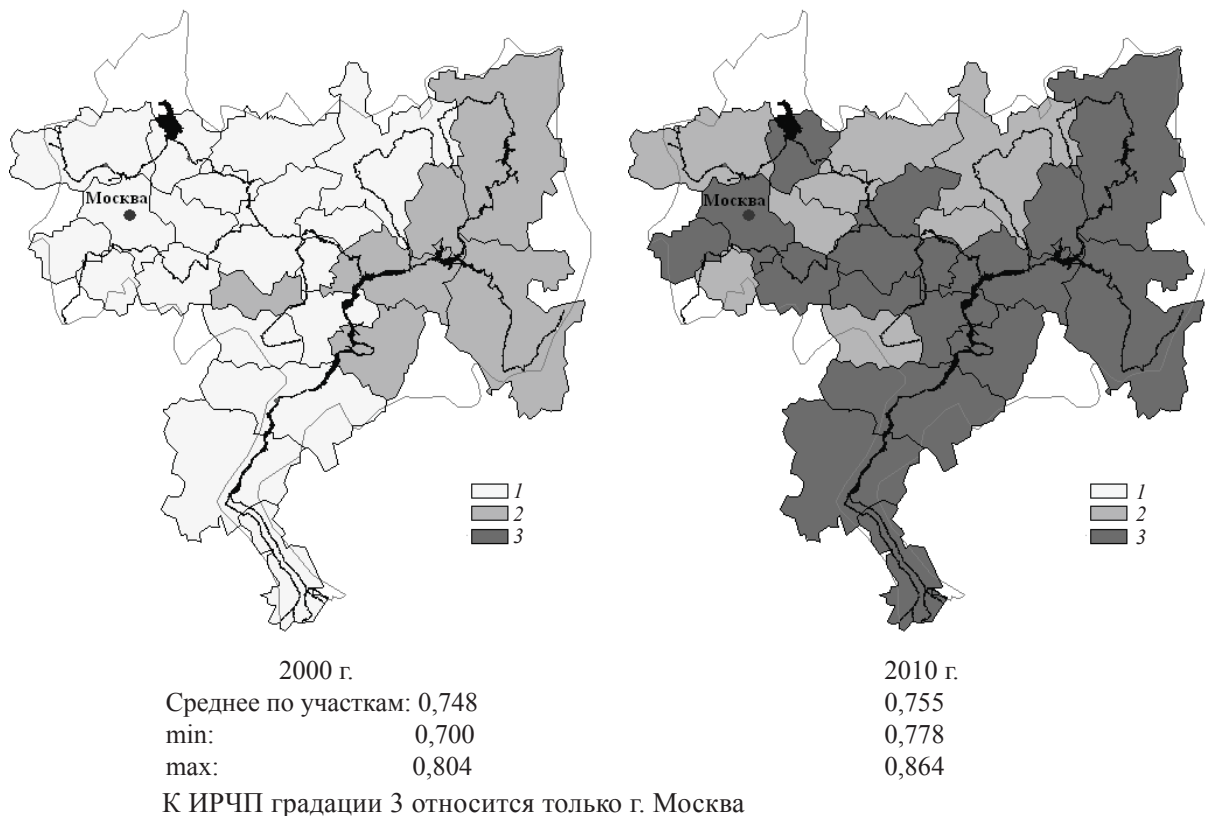 Москва
Москва
1
2
3
1
2
3
2000 г. 2010 г.
Среднее по участкам: 0,748 0,755
min: 0,700 0,778
max: 0,804 0,864
К ИРЧП градации 3 относится только г. Москва